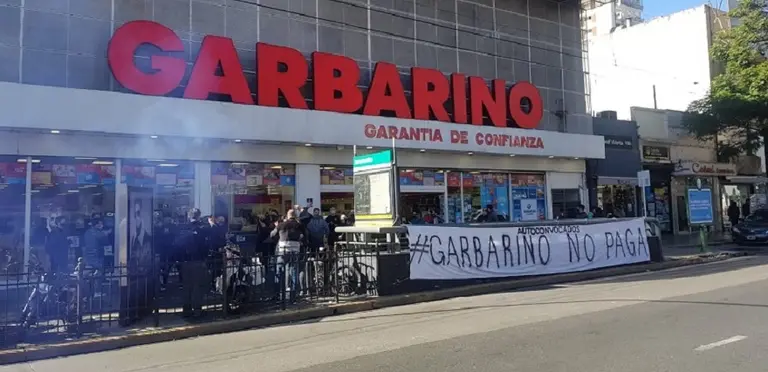 GARBARINO
GARANTIA DE CONFIANZA
AUTOCONVOCADOS
#GARBARINO NO PAGA